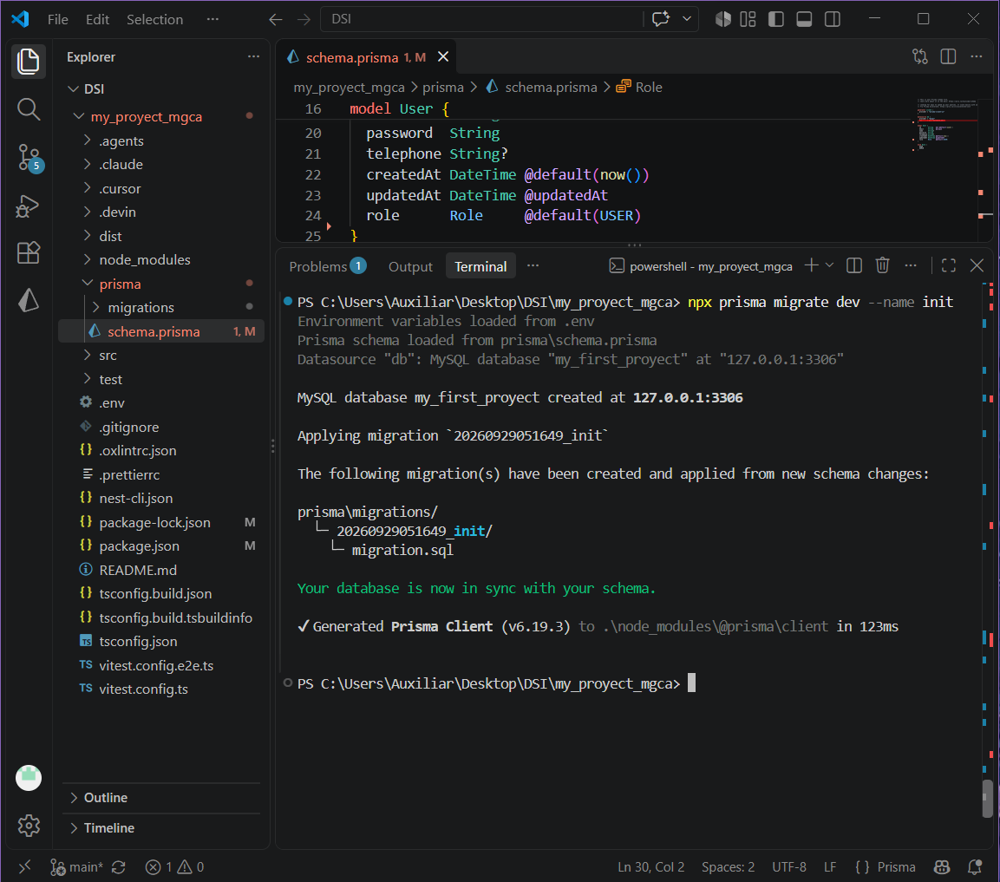 File Edit Selection ··· DSI
Explorer ···
DSI
my_proyect_mgca
.agents
.claude
.cursor
.devin
dist
node_modules
prisma
migrations
schema.prisma 1, M
src
test
.env
.gitignore
.oxlintrc.json
.prettierrc
nest-cli.json
package-lock.json M
package.json M
README.md
tsconfig.build.json
tsconfig.build.tsbuildinfo
tsconfig.json
vitest.config.e2e.ts
vitest.config.ts
Outline
Timeline
5
schema.prisma 1, M
my_proyect_mgca > prisma > schema.prisma > Role
16 model User {
20 password String
21 telephone String?
22 createdAt DateTime @default(now())
23 updatedAt DateTime @updatedAt
24 role Role @default(USER)
25 }
Problems 1 Output Terminal ··· powershell - my_proyect_mgca
PS C:\Users\Auxiliar\Desktop\DSI\my_proyect_mgca> npx prisma migrate dev --name init
Environment variables loaded from .env
Prisma schema loaded from prisma\schema.prisma
Datasource "db": MySQL database "my_first_proyect" at "127.0.0.1:3306"
MySQL database my_first_proyect created at 127.0.0.1:3306
Applying migration `20260929051649_init`
The following migration(s) have been created and applied from new schema changes:
prisma\migrations/
└─ 20260929051649_init/
└─ migration.sql
Your database is now in sync with your schema.
✔ Generated Prisma Client (v6.19.3) to .\node_modules\@prisma\client in 123ms
PS C:\Users\Auxiliar\Desktop\DSI\my_proyect_mgca>
main* 1 0 Ln 30, Col 2 Spaces: 2 UTF-8 LF { } Prisma